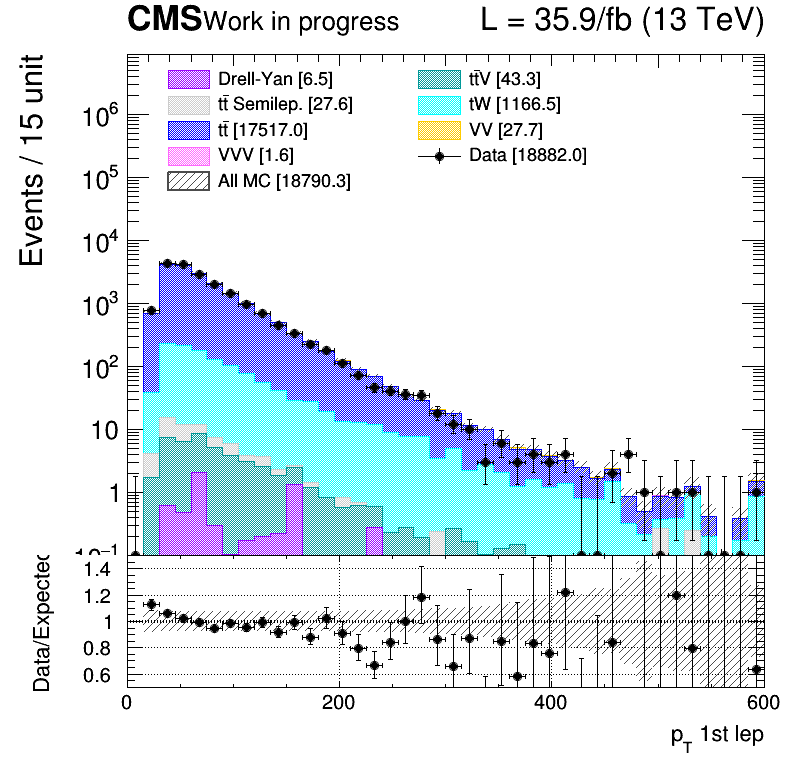 CMS Work in progress L = 35.9/fb (13 TeV)
Events / 15 unit
Drell-Yan [6.5]
tt̄V [43.3]
tt̄ Semilep. [27.6]
tW [1166.5]
tt̄ [17517.0]
VV [27.7]
VVV [1.6]
Data [18882.0]
All MC [18790.3]
10⁶
10⁵
10⁴
10³
10²
10
1
10⁻¹
Data/Expected
1.4
1.2
1
0.8
0.6
0 200 400 600
p_T 1st lep